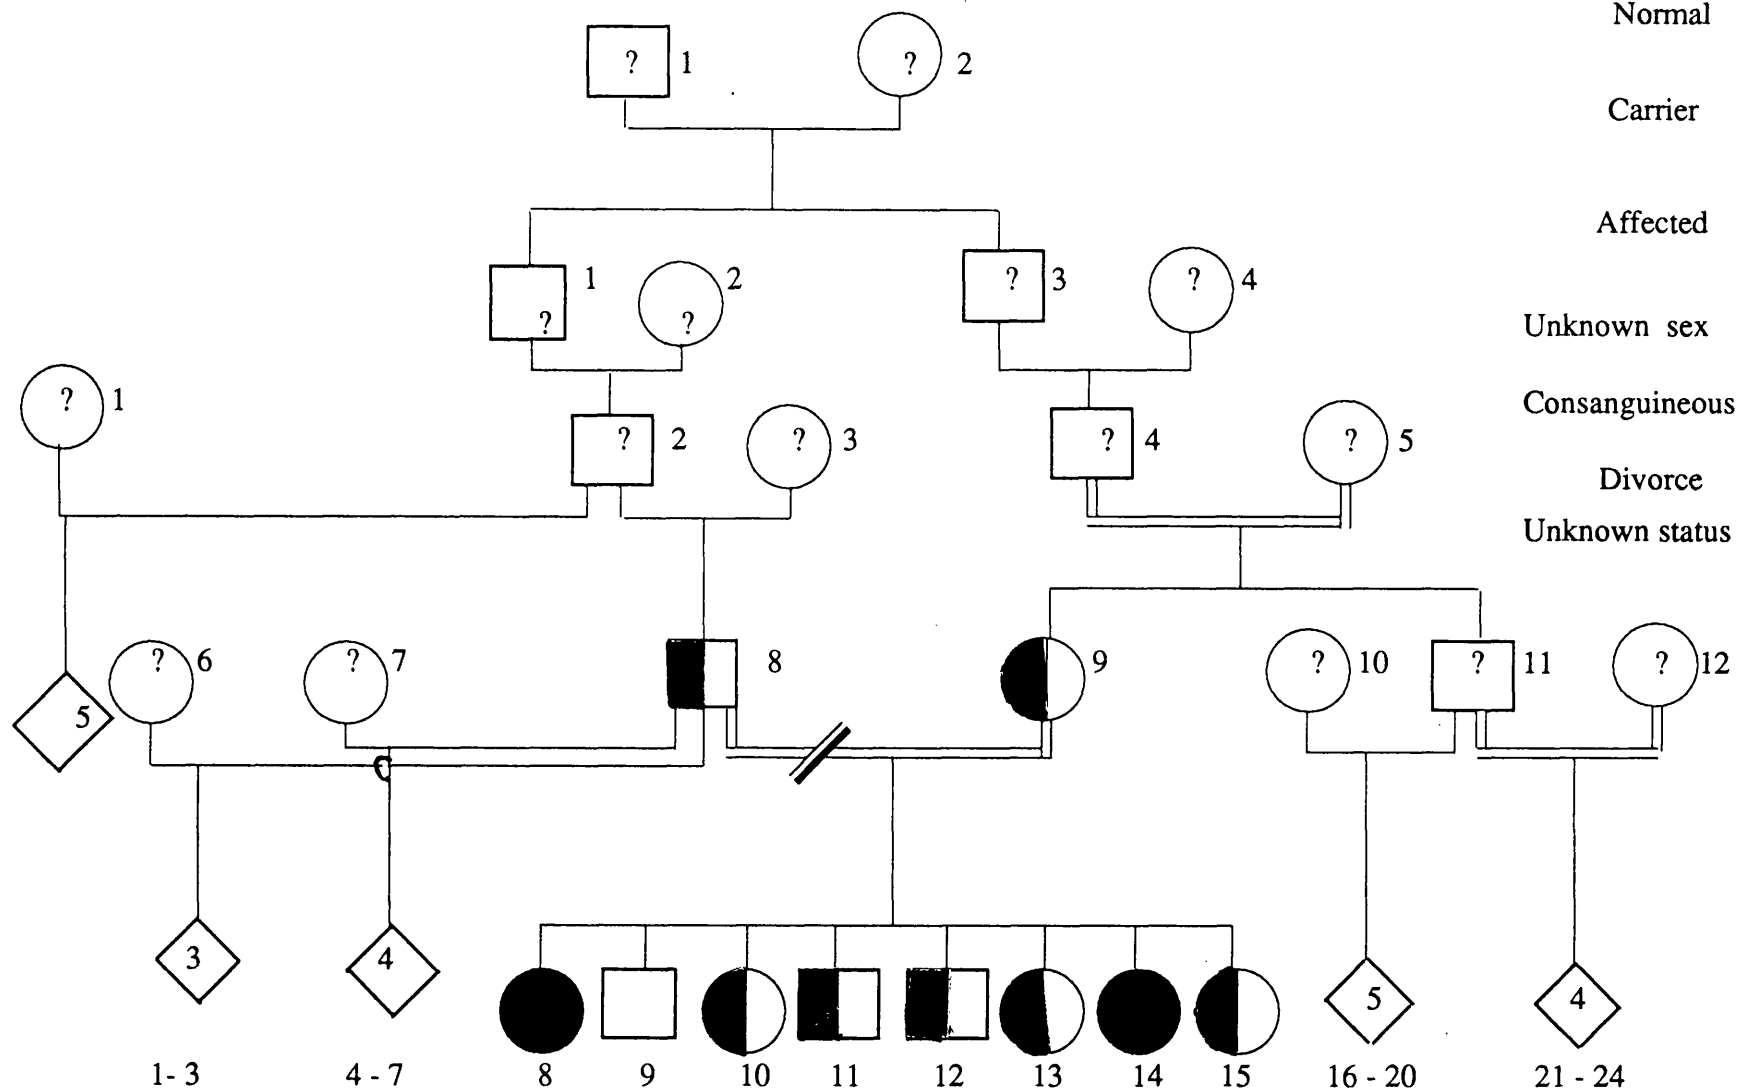 Normal
? 1 ? 2
Carrier
Affected
? 1 ? 2 ? 3 ? 4
Unknown sex
? 1 ? 2 ? 3 ? 4 ? 5
Consanguineous
Divorce
Unknown status
5 ? 6 ? 7 8 9 ? 10 ? 11 ? 12
3 4 5 4
1- 3 4 - 7 8 9 10 11 12 13 14 15 16 - 20 21 - 24